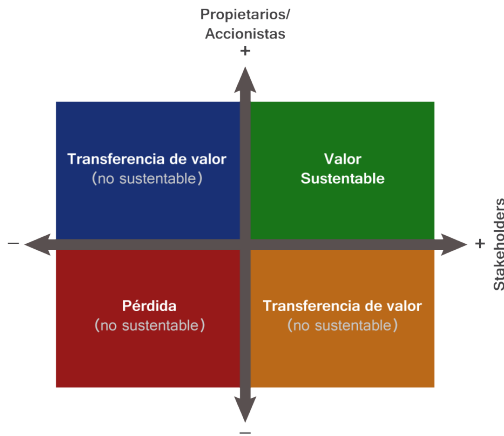 Propietarios/
Accionistas
+
Transferencia de valor
(no sustentable)
Valor
Sustentable
–
+
Stakeholders
Pérdida
(no sustentable)
Transferencia de valor
(no sustentable)
–